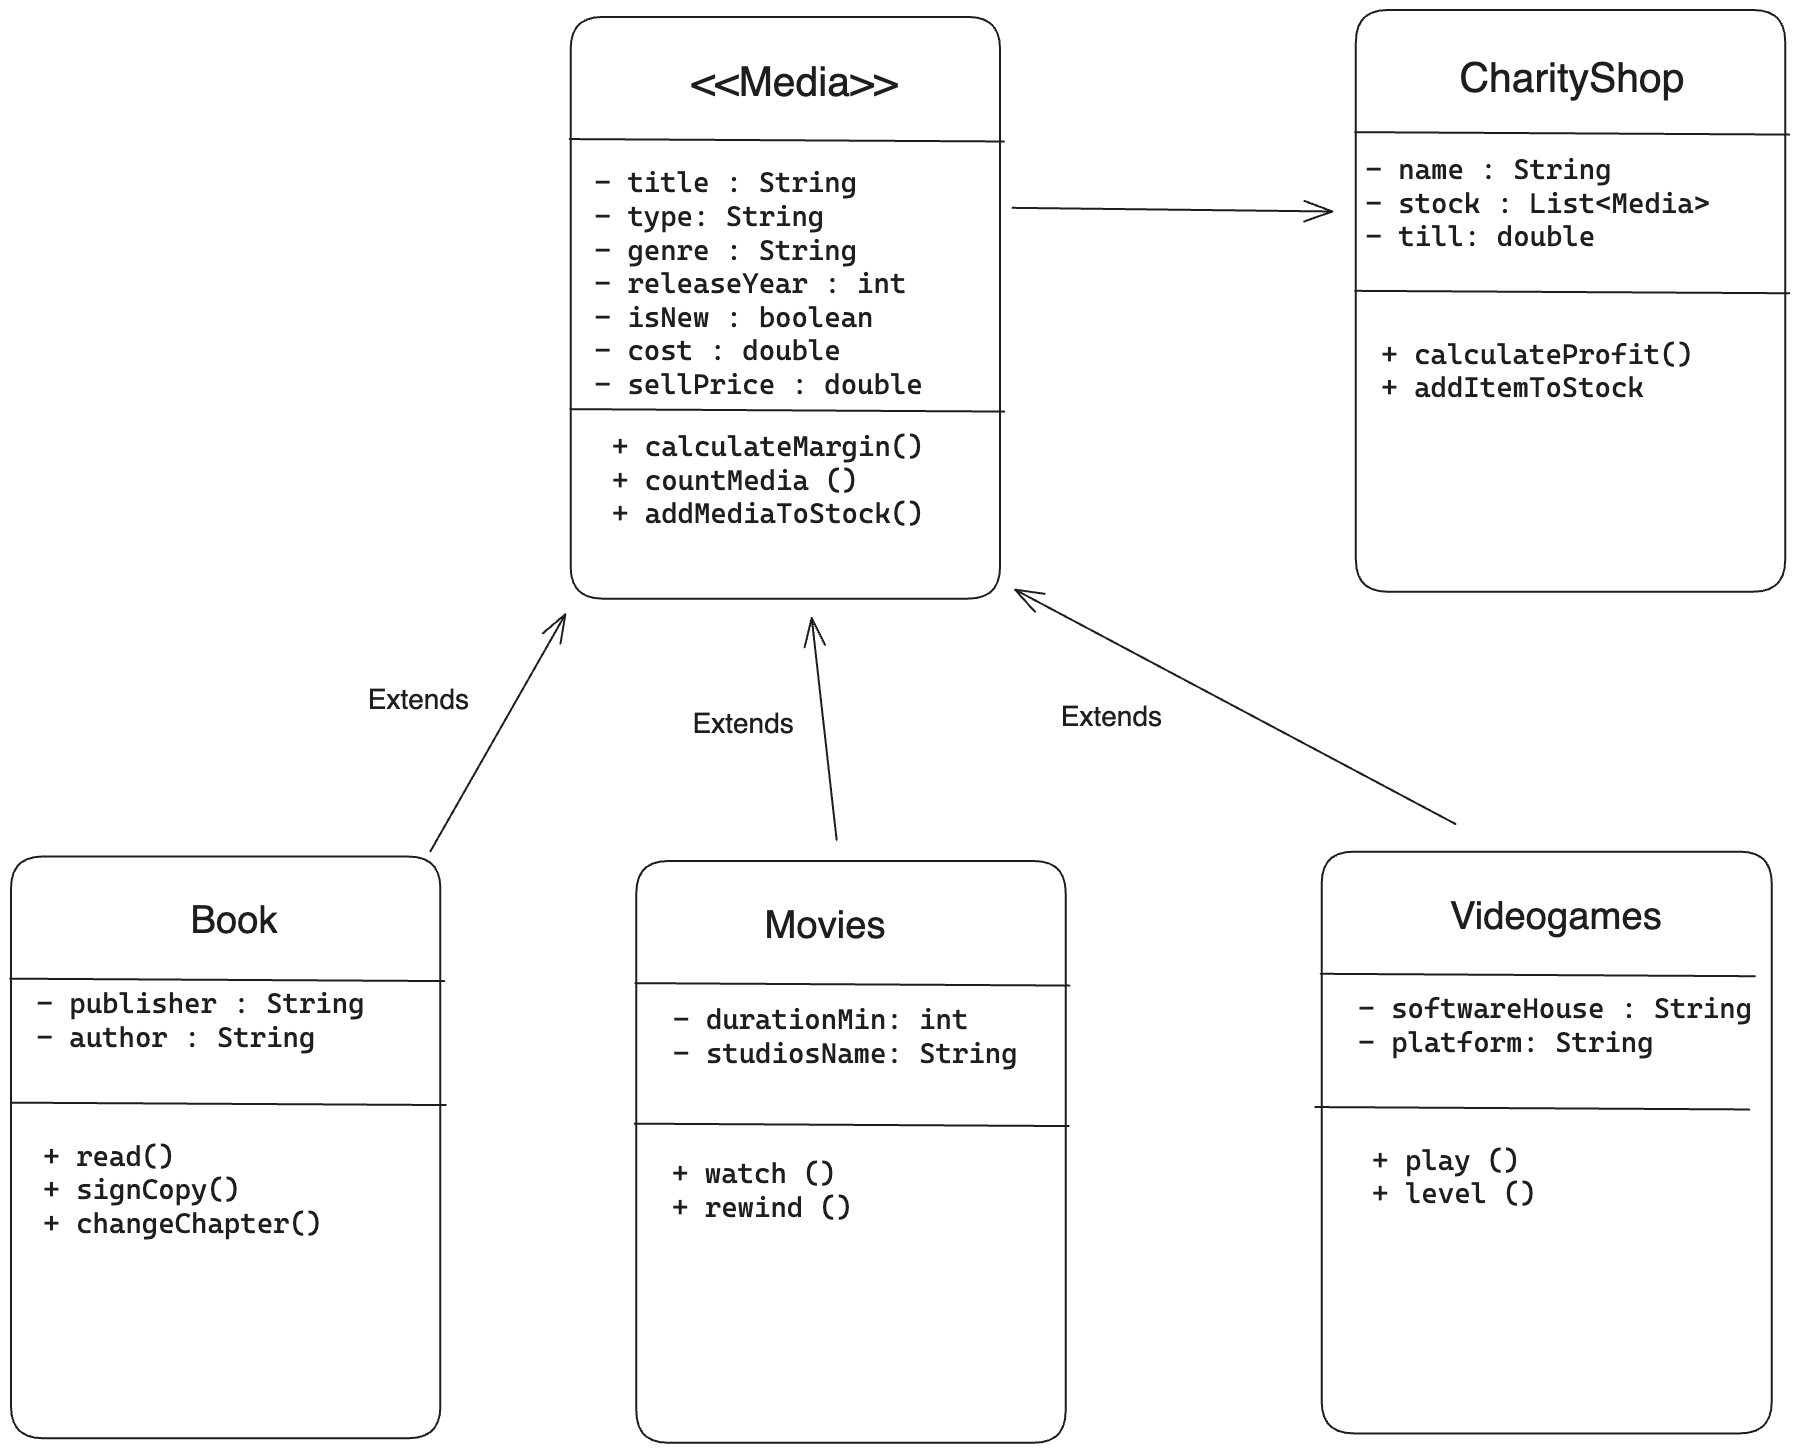 <<Media>>
- title : String
- type: String
- genre : String
- releaseYear : int
- isNew : boolean
- cost : double
- sellPrice : double
+ calculateMargin()
+ countMedia ()
+ addMediaToStock()
CharityShop
- name : String
- stock : List<Media>
- till: double
+ calculateProfit()
+ addItemToStock
Extends
Extends
Extends
Book
- publisher : String
- author : String
+ read()
+ signCopy()
+ changeChapter()
Movies
- durationMin: int
- studiosName: String
+ watch ()
+ rewind ()
Videogames
- softwareHouse : String
- platform: String
+ play ()
+ level ()